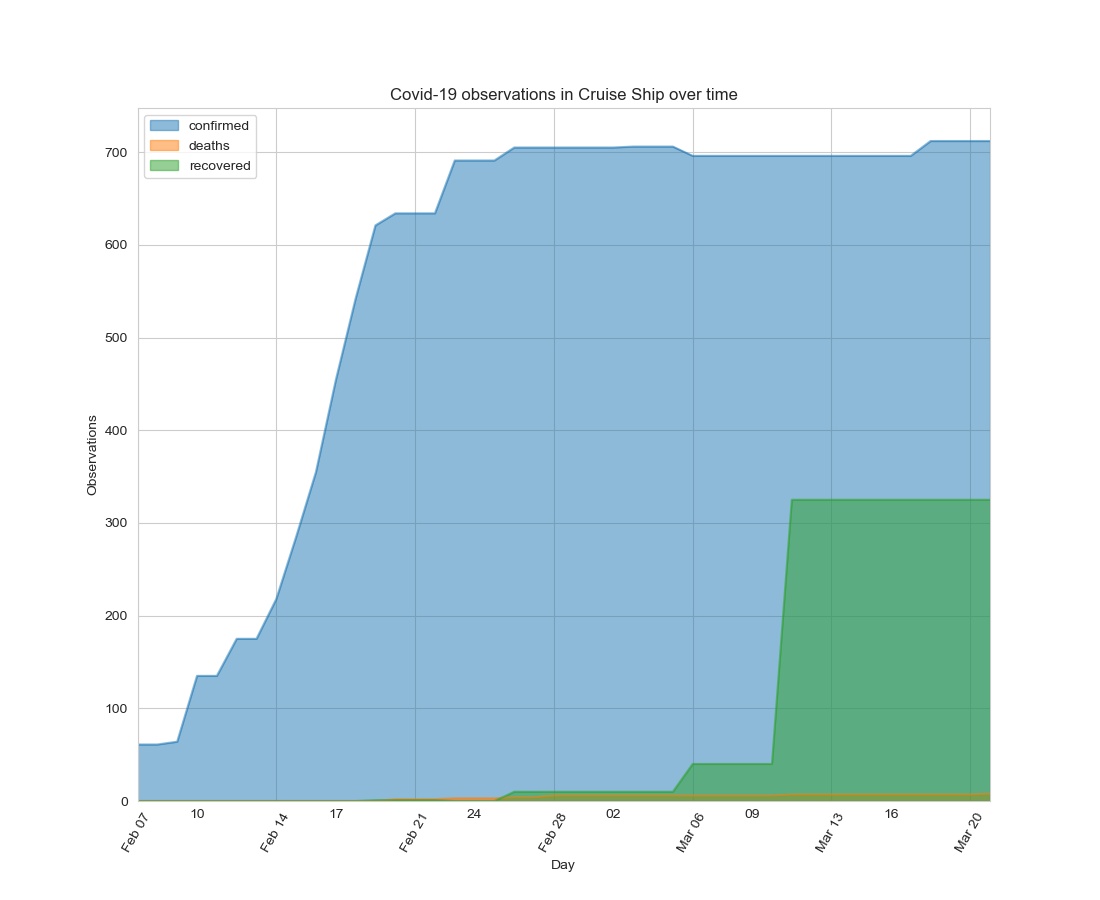 Covid-19 observations in Cruise Ship over time
confirmed
deaths
recovered
700
600
500
400
300
200
100
0
Observations
Feb 07
10
Feb 14
17
Feb 21
24
Feb 28
02
Mar 06
09
Mar 13
16
Mar 20
Day